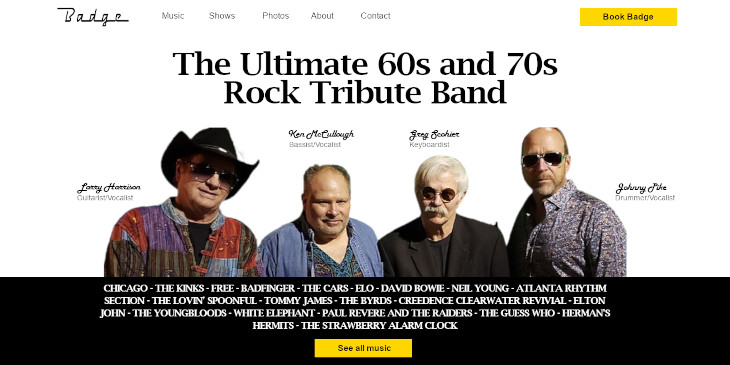 Badge
Music Shows Photos About Contact
Book Badge
The Ultimate 60s and 70s
Rock Tribute Band
Ken McCullough
Bassist/Vocalist
Greg Scohier
Keyboardist
Larry Harrison
Guitarist/Vocalist
Johnny Pike
Drummer/Vocalist
CHICAGO - THE KINKS - FREE - BADFINGER - THE CARS - ELO - DAVID BOWIE - NEIL YOUNG - ATLANTA RHYTHM
SECTION - THE LOVIN' SPOONFUL - TOMMY JAMES - THE BYRDS - CREEDENCE CLEARWATER REVIVIAL - ELTON
JOHN - THE YOUNGBLOODS - WHITE ELEPHANT - PAUL REVERE AND THE RAIDERS - THE GUESS WHO - HERMAN'S
HERMITS - THE STRAWBERRY ALARM CLOCK
See all music